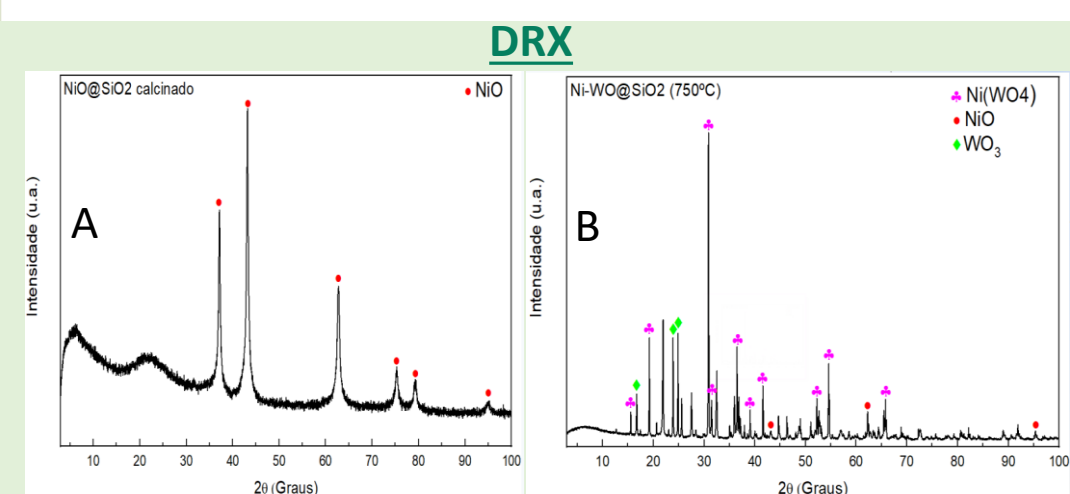 DRX
NiO@SiO2 calcinado
NiO
A
Intensidade (u.a.)
10 20 30 40 50 60 70 80 90 100
2θ (Graus)
Ni-WO@SiO2 (750ºC)
Ni(WO4)
NiO
WO₃
B
Intensidade (u.a.)
10 20 30 40 50 60 70 80 90 100
2θ (Graus)